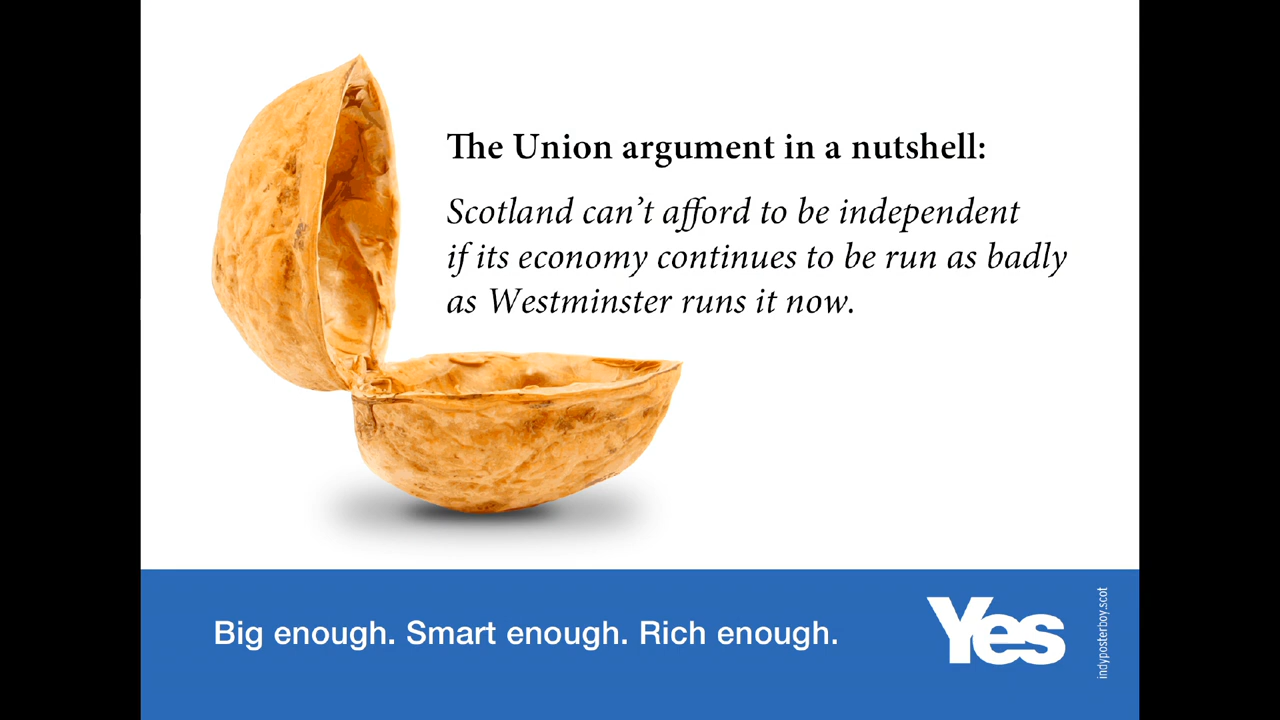 The Union argument in a nutshell:
Scotland can’t afford to be independent
if its economy continues to be run as badly
as Westminster runs it now.
Big enough. Smart enough. Rich enough.
Yes
indyposterboy.scot